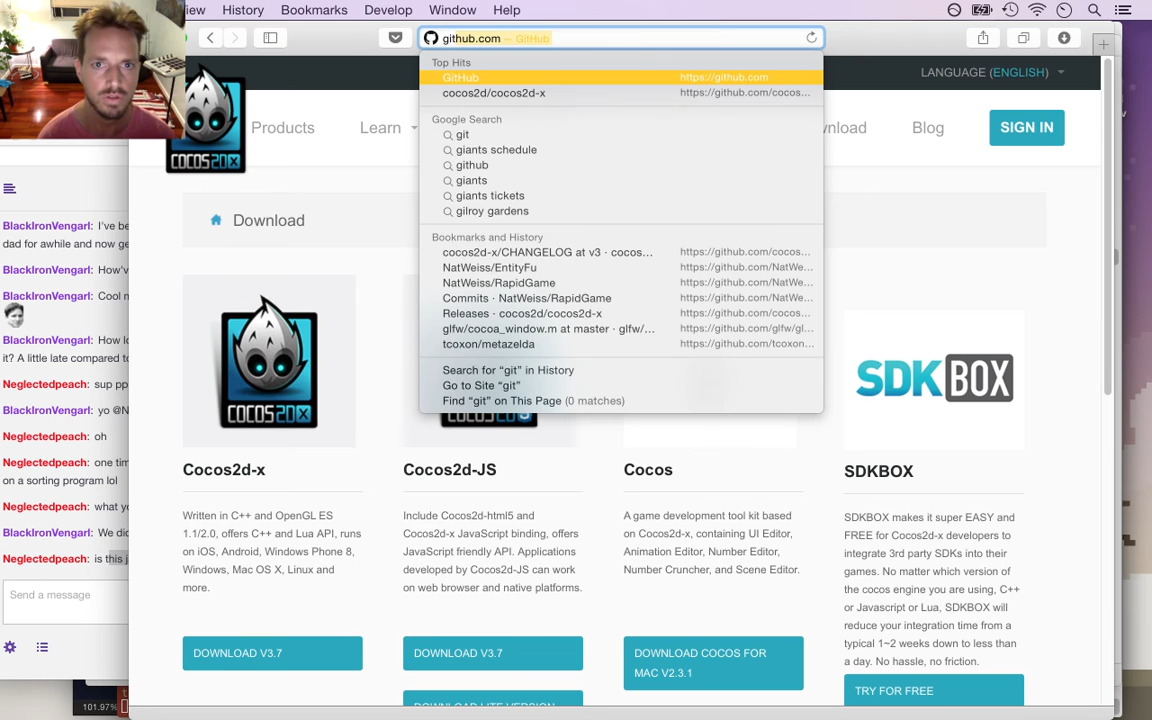 View History Bookmarks Develop Window Help
github.com — GitHub
Top Hits
GitHub https://github.com
cocos2d/cocos2d-x https://github.com/cocos...
Google Search
git
giants schedule
github
giants
giants tickets
gilroy gardens
Bookmarks and History
cocos2d-x/CHANGELOG at v3 · cocos... https://github.com/cocos...
NatWeiss/EntityFu https://github.com/NatWe...
NatWeiss/RapidGame https://github.com/NatWe...
Commits · NatWeiss/RapidGame https://github.com/NatWe...
Releases · cocos2d/cocos2d-x https://github.com/cocos...
glfw/cocoa_window.m at master · glfw/... https://github.com/glfw/gl...
tcoxon/metazelda https://github.com/tcoxon...
Search for “git” in History
Go to Site “git”
Find “git” on This Page (0 matches)
LANGUAGE (ENGLISH)
COCOS2DX
Products Learn wnload Blog SIGN IN
Download
BlackIronVengarl: I've be
dad for awhile and now ge
BlackIronVengarl: How'v
BlackIronVengarl: Cool n
BlackIronVengarl: How lo
it? A little late compared to
Neglectedpeach: sup pp
BlackIronVengarl: yo @N
Neglectedpeach: oh
Neglectedpeach: one tim
on a sorting program lol
Neglectedpeach: what yo
BlackIronVengarl: We did
Neglectedpeach: is this j
Send a message
101.97%
COCOS2DX
Cocos2d-x
Written in C++ and OpenGL ES
1.1/2.0, offers C++ and Lua API, runs
on iOS, Android, Windows Phone 8,
Windows, Mac OS X, Linux and
more.
DOWNLOAD V3.7
Cocos2d-JS
Include Cocos2d-html5 and
Cocos2d-x JavaScript binding, offers
JavaScript friendly API. Applications
developed by Cocos2d-JS can work
on web browser and native platforms.
DOWNLOAD V3.7
DOWNLOAD LITE VERSION
Cocos
A game development tool kit based
on Cocos2d-x, containing UI Editor,
Animation Editor, Number Editor,
Number Cruncher, and Scene Editor.
DOWNLOAD COCOS FOR
MAC V2.3.1
SDKBOX
SDKBOX
SDKBOX makes it super EASY and
FREE for Cocos2d-x developers to
integrate 3rd party SDKs into their
games. No matter which version of
the cocos engine you are using, C++
or Javascript or Lua, SDKBOX will
reduce your integration time from a
typical 1~2 weeks down to less than
a day. No hassle, no friction.
TRY FOR FREE